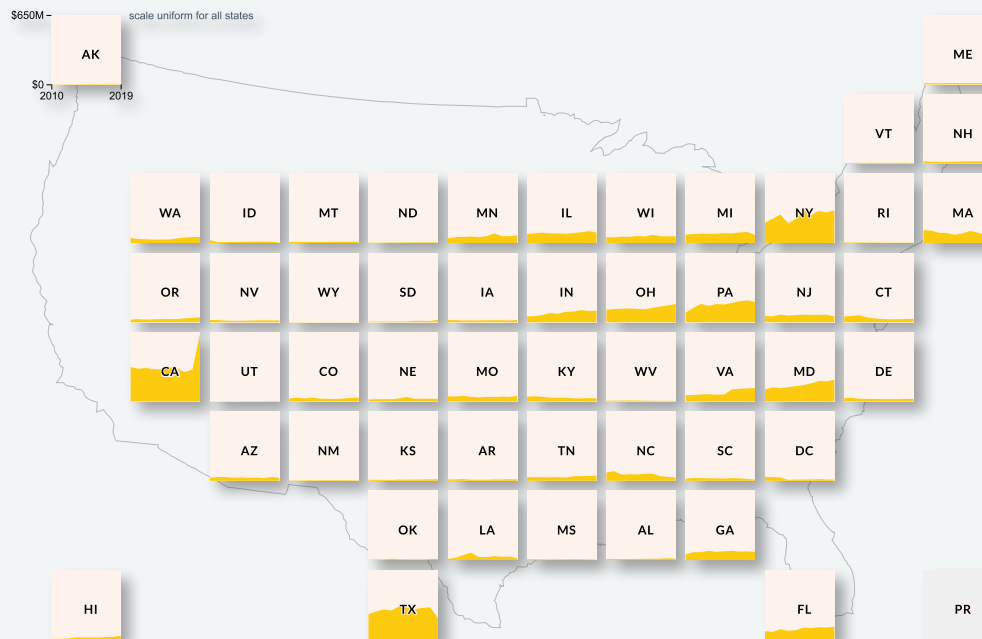 $650M scale uniform for all states
AK ME
$0
2010 2019
VT NH
WA ID MT ND MN IL WI MI NY RI MA
OR NV WY SD IA IN OH PA NJ CT
CA UT CO NE MO KY WV VA MD DE
AZ NM KS AR TN NC SC DC
OK LA MS AL GA
HI TX FL PR